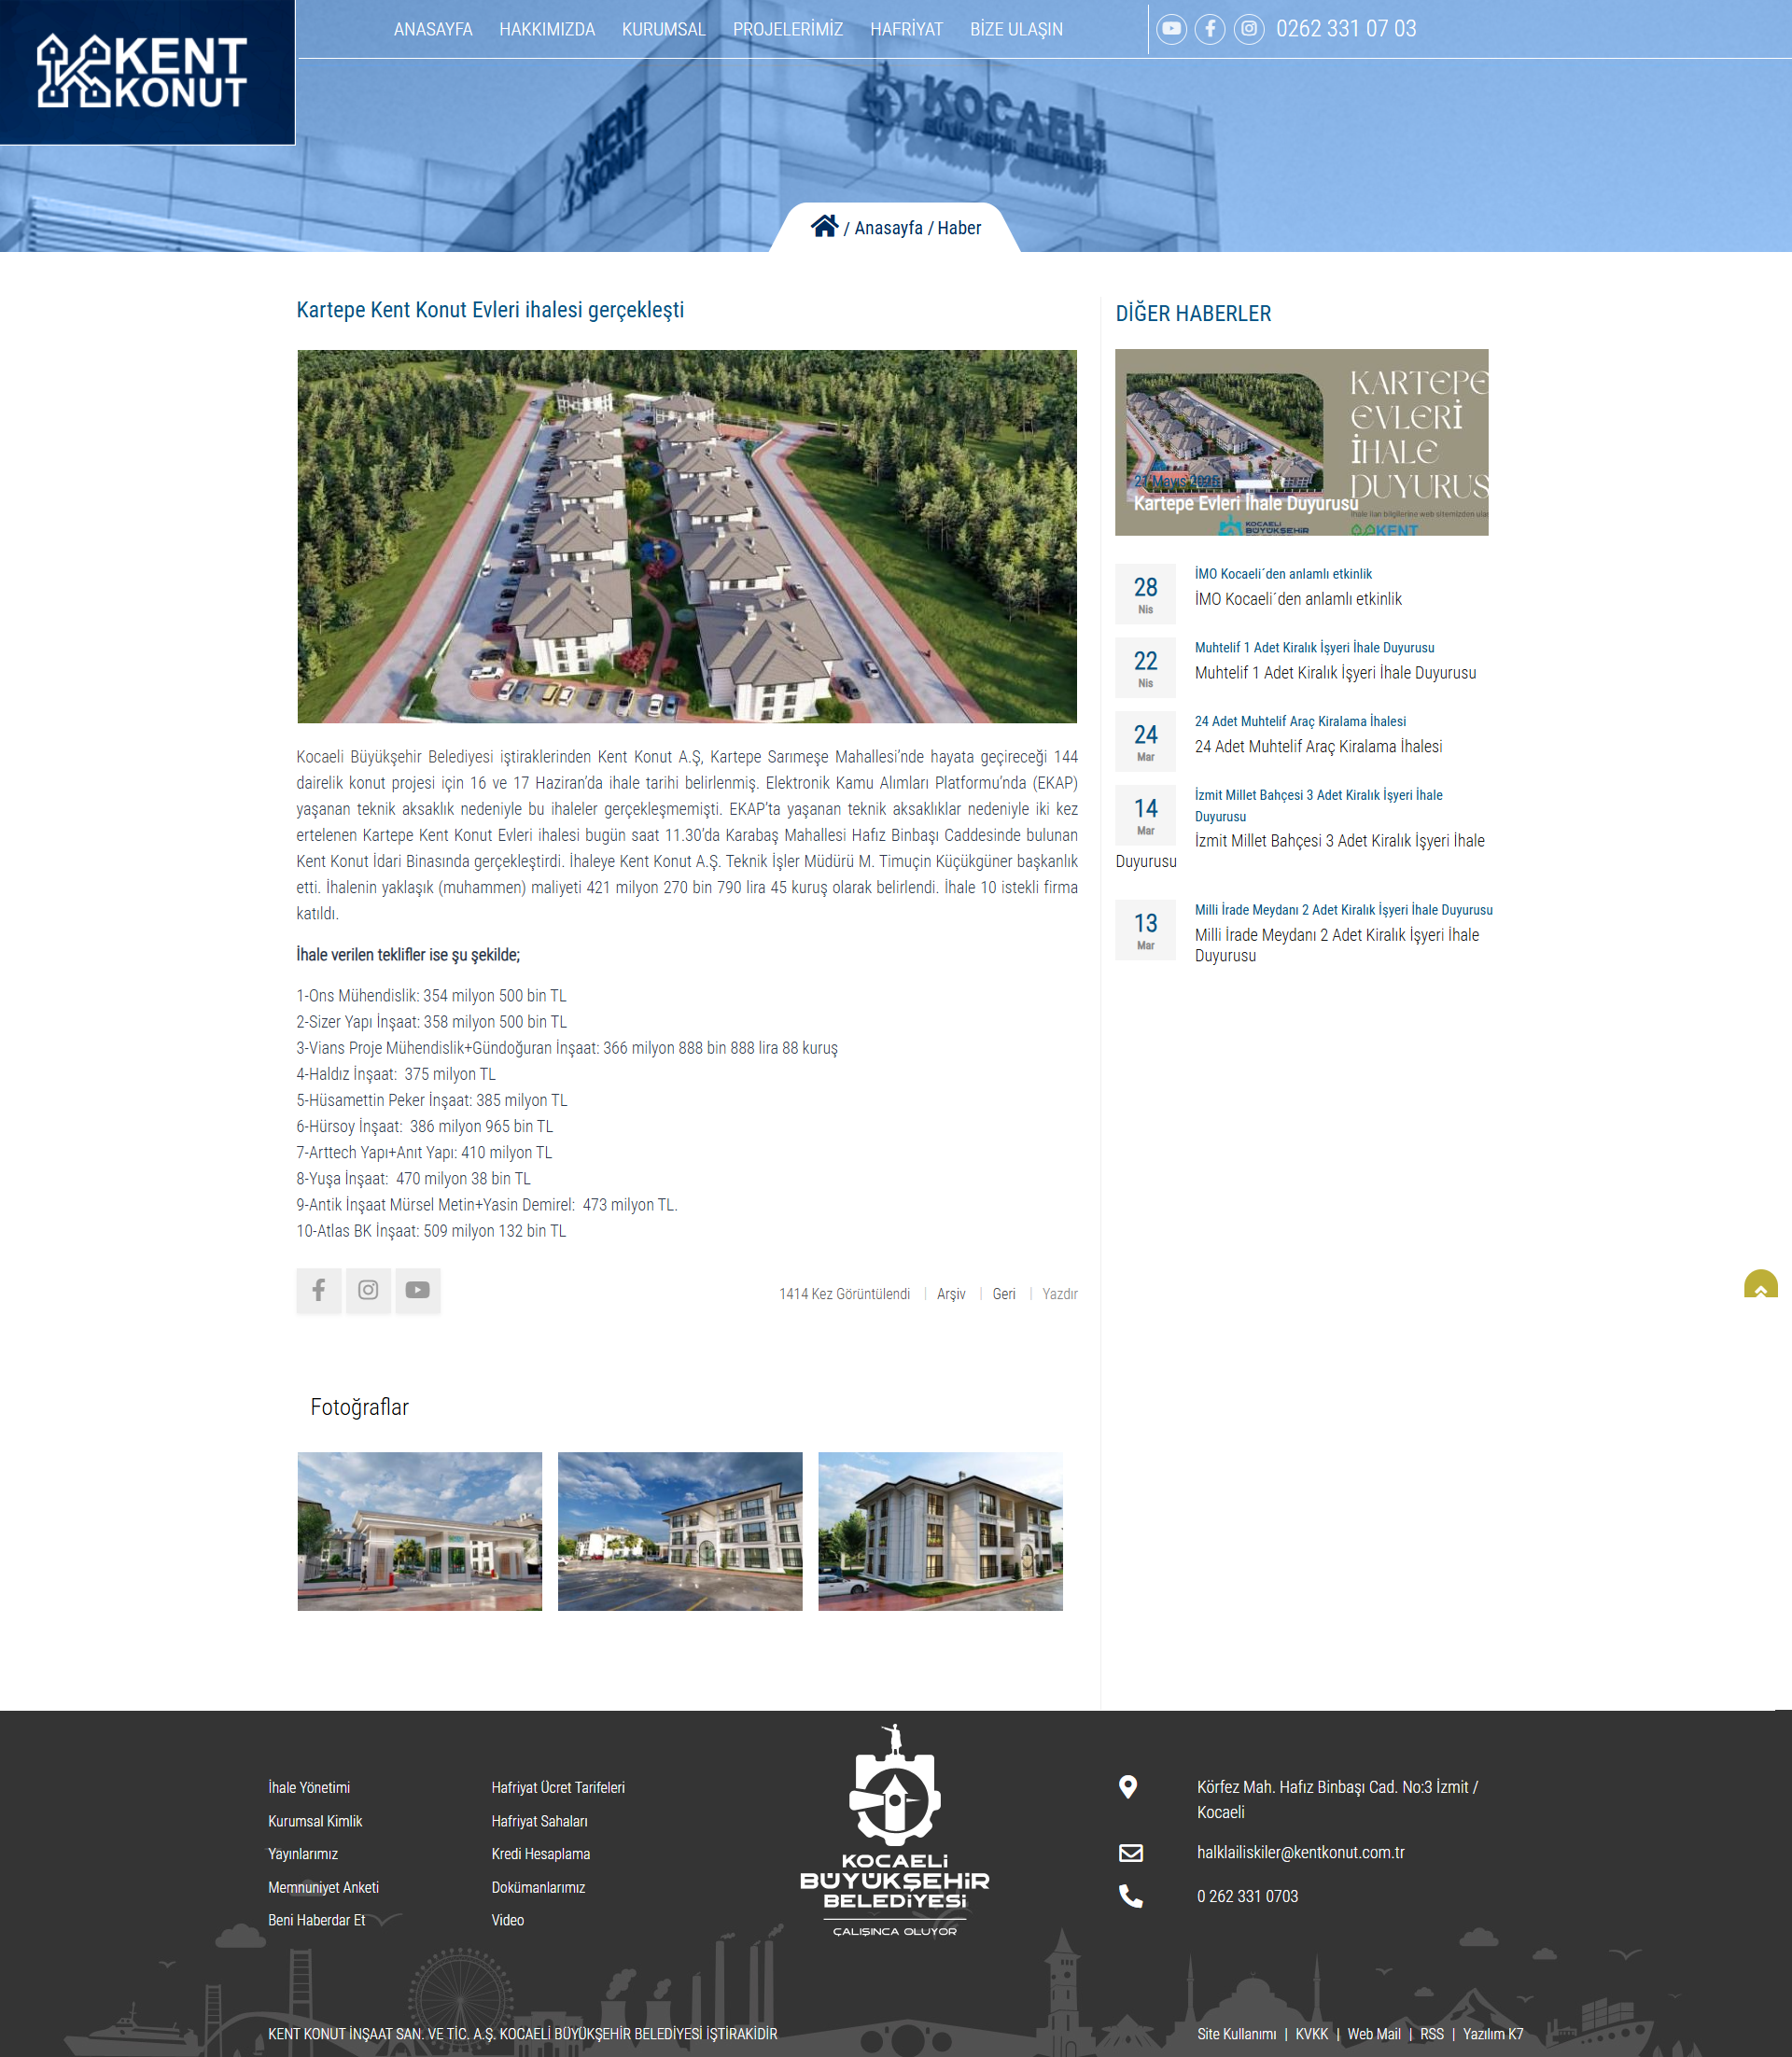 KENT
KONUT
ANASAYFA HAKKIMIZDA KURUMSAL PROJELERİMİZ HAFRİYAT BİZE ULAŞIN
0262 331 07 03
KENT
KONUT
KOCAELİ
BÜYÜKŞEHİR BELEDİYESİ
/ Anasayfa / Haber
Kartepe Kent Konut Evleri ihalesi gerçekleşti
Kocaeli Büyükşehir Belediyesi iştiraklerinden Kent Konut A.Ş, Kartepe Sarımeşe Mahallesi’nde hayata geçireceği 144
dairelik konut projesi için 16 ve 17 Haziran’da ihale tarihi belirlenmiş. Elektronik Kamu Alımları Platformu’nda (EKAP)
yaşanan teknik aksaklık nedeniyle bu ihaleler gerçekleşmemişti. EKAP’ta yaşanan teknik aksaklıklar nedeniyle iki kez
ertelenen Kartepe Kent Konut Evleri ihalesi bugün saat 11.30’da Karabaş Mahallesi Hafız Binbaşı Caddesinde bulunan
Kent Konut İdari Binasında gerçekleştirdi. İhaleye Kent Konut A.Ş. Teknik İşler Müdürü M. Timuçin Küçükgüner başkanlık
etti. İhalenin yaklaşık (muhammen) maliyeti 421 milyon 270 bin 790 lira 45 kuruş olarak belirlendi. İhale 10 istekli firma
katıldı.
İhale verilen teklifler ise şu şekilde;
1-Ons Mühendislik: 354 milyon 500 bin TL
2-Sizer Yapı İnşaat: 358 milyon 500 bin TL
3-Vians Proje Mühendislik+Gündoğuran İnşaat: 366 milyon 888 bin 888 lira 88 kuruş
4-Haldız İnşaat:  375 milyon TL
5-Hüsamettin Peker İnşaat: 385 milyon TL
6-Hürsoy İnşaat:  386 milyon 965 bin TL
7-Arttech Yapı+Anıt Yapı: 410 milyon TL
8-Yuşa İnşaat:  470 milyon 38 bin TL
9-Antik İnşaat Mürsel Metin+Yasin Demirel:  473 milyon TL.
10-Atlas BK İnşaat: 509 milyon 132 bin TL
1414 Kez Görüntülendi | Arşiv | Geri | Yazdır
Fotoğraflar
DİĞER HABERLER
KARTEPE
EVLERİ
İHALE
DUYURUS
27 Mayıs
Kartepe Evleri İhale Duyurusu
ihale ilan bilgilerine web sitemizden ulaş
KOCAELİ
BÜYÜKŞEHİR
KENT
28
Nis
İMO Kocaeli´den anlamlı etkinlik
İMO Kocaeli´den anlamlı etkinlik
22
Nis
Muhtelif 1 Adet Kiralık İşyeri İhale Duyurusu
Muhtelif 1 Adet Kiralık İşyeri İhale Duyurusu
24
Mar
24 Adet Muhtelif Araç Kiralama İhalesi
24 Adet Muhtelif Araç Kiralama İhalesi
14
Mar
İzmit Millet Bahçesi 3 Adet Kiralık İşyeri İhale
Duyurusu
İzmit Millet Bahçesi 3 Adet Kiralık İşyeri İhale
Duyurusu
13
Mar
Milli İrade Meydanı 2 Adet Kiralık İşyeri İhale Duyurusu
Milli İrade Meydanı 2 Adet Kiralık İşyeri İhale
Duyurusu
İhale Yönetimi
Kurumsal Kimlik
Yayınlarımız
Memnuniyet Anketi
Beni Haberdar Et
Hafriyat Ücret Tarifeleri
Hafriyat Sahaları
Kredi Hesaplama
Dokümanlarımız
Video
KOCAELİ
BÜYÜKŞEHİR
BELEDİYESİ
ÇALIŞINCA OLUYOR
Körfez Mah. Hafız Binbaşı Cad. No:3 İzmit /
Kocaeli
halklailiskiler@kentkonut.com.tr
0 262 331 0703
KENT KONUT İNŞAAT SAN. VE TİC. A.Ş. KOCAELİ BÜYÜKŞEHİR BELEDİYESİ İŞTİRAKİDİR
Site Kullanımı | KVKK | Web Mail | RSS | Yazılım K7